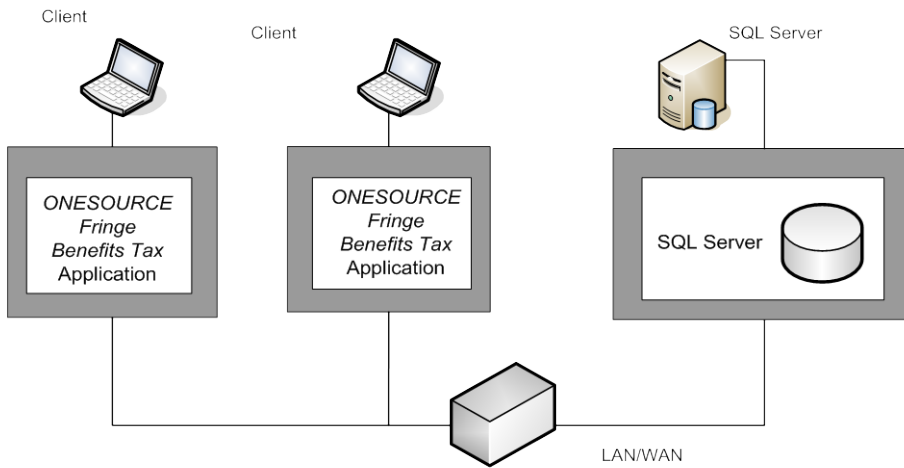 Client
Client
SQL Server
ONESOURCE
Fringe
Benefits Tax
Application
ONESOURCE
Fringe
Benefits Tax
Application
SQL Server
LAN/WAN